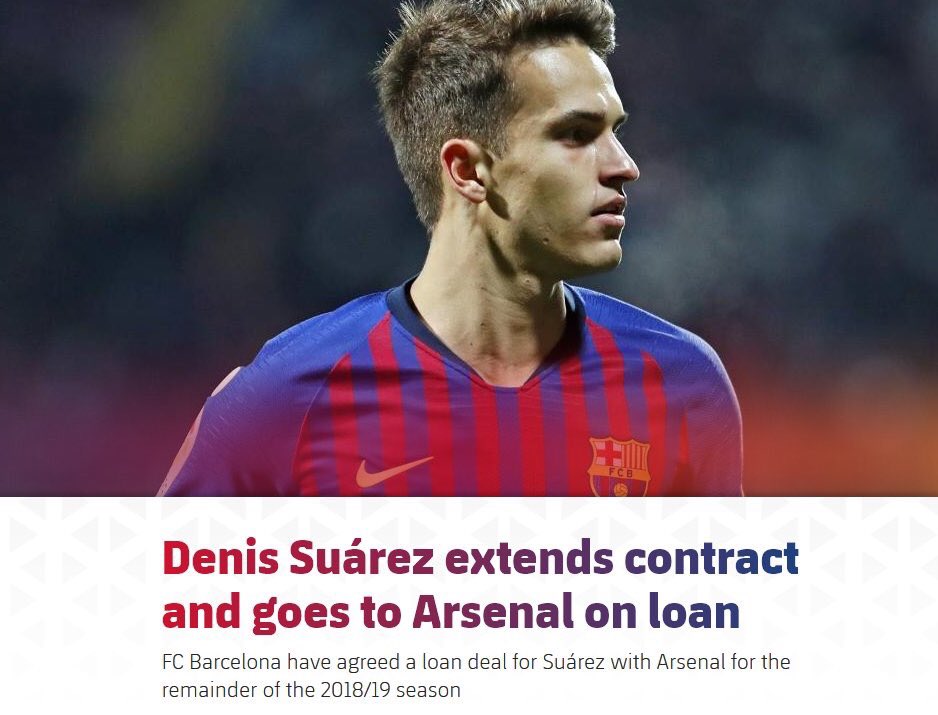 FCB
Denis Suárez extends contract
and goes to Arsenal on loan
FC Barcelona have agreed a loan deal for Suárez with Arsenal for the
remainder of the 2018/19 season